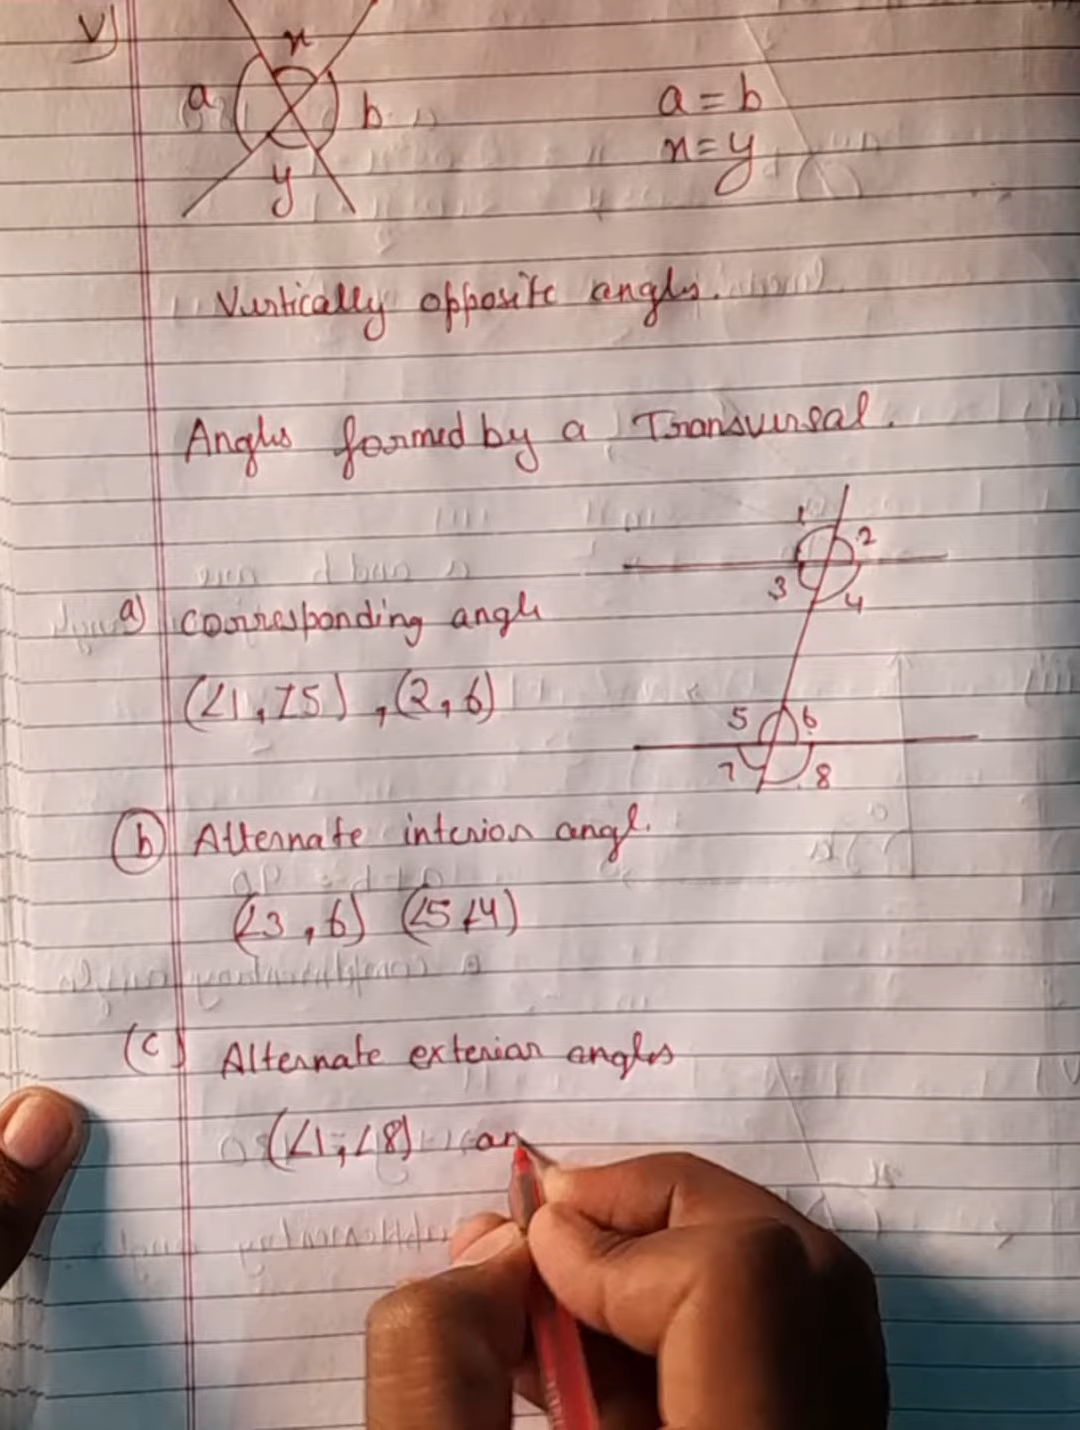 v)
x
a
b
y
a = b
x = y
Vertically opposite angles.
Angles formed by a Transversal.
1
2
3
4
a) corresponding angle
(∠1, ∠5), (2, 6)
5
6
7
8
(b) Alternate interior angl.
(∠3, 6) (∠5 ∠4)
(c) Alternate exterior angles
(∠1, ∠8) an